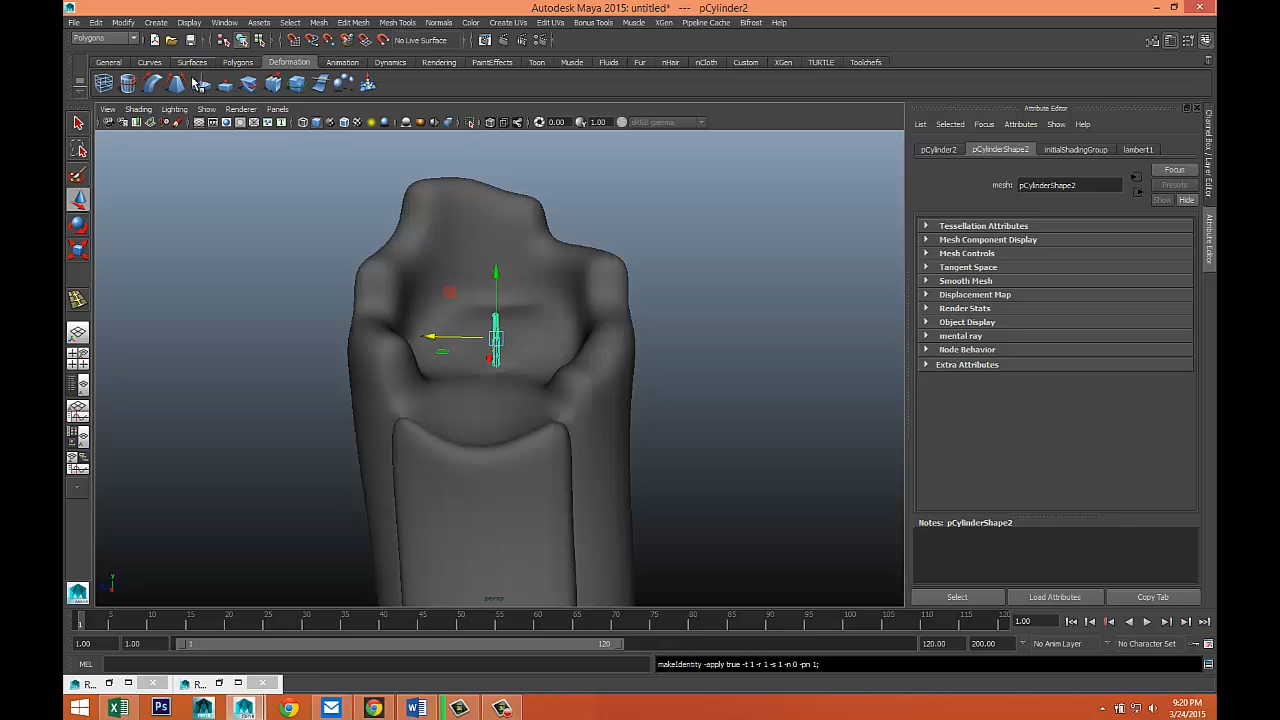 Autodesk Maya 2015: untitled* --- pCylinder2
File Edit Modify Create Display Window Assets Select Mesh Edit Mesh Mesh Tools Normals Color Create UVs Edit UVs Bonus Tools Muscle XGen Pipeline Cache Bifrost Help
Polygons No Live Surface
General Curves Surfaces Polygons Deformation Animation Dynamics Rendering PaintEffects Toon Muscle Fluids Fur nHair nCloth Custom XGen TURTLE Toolchefs
View Shading Lighting Show Renderer Panels
0.00 1.00 sRGB gamma
Attribute Editor
List Selected Focus Attributes Show Help
pCylinder2 pCylinderShape2 initialShadingGroup lambert1
Focus
mesh: pCylinderShape2
Presets
Show Hide
Tessellation Attributes
Mesh Component Display
Mesh Controls
Tangent Space
Smooth Mesh
Displacement Map
Render Stats
Object Display
mental ray
Node Behavior
Extra Attributes
Notes: pCylinderShape2
Select Load Attributes Copy Tab
Channel Box / Layer Editor
Attribute Editor
y
persp
5 10 15 20 25 30 35 40 45 50 55 60 65 70 75 80 85 90 95 100 105 110 115 120
1 1.00
1.00 1.00 1 120 120.00 200.00 No Anim Layer No Character Set
MEL makeIdentity -apply true -t 1 -r 1 -s 1 -n 0 -pn 1;
R... R...
9:20 PM
3/24/2015